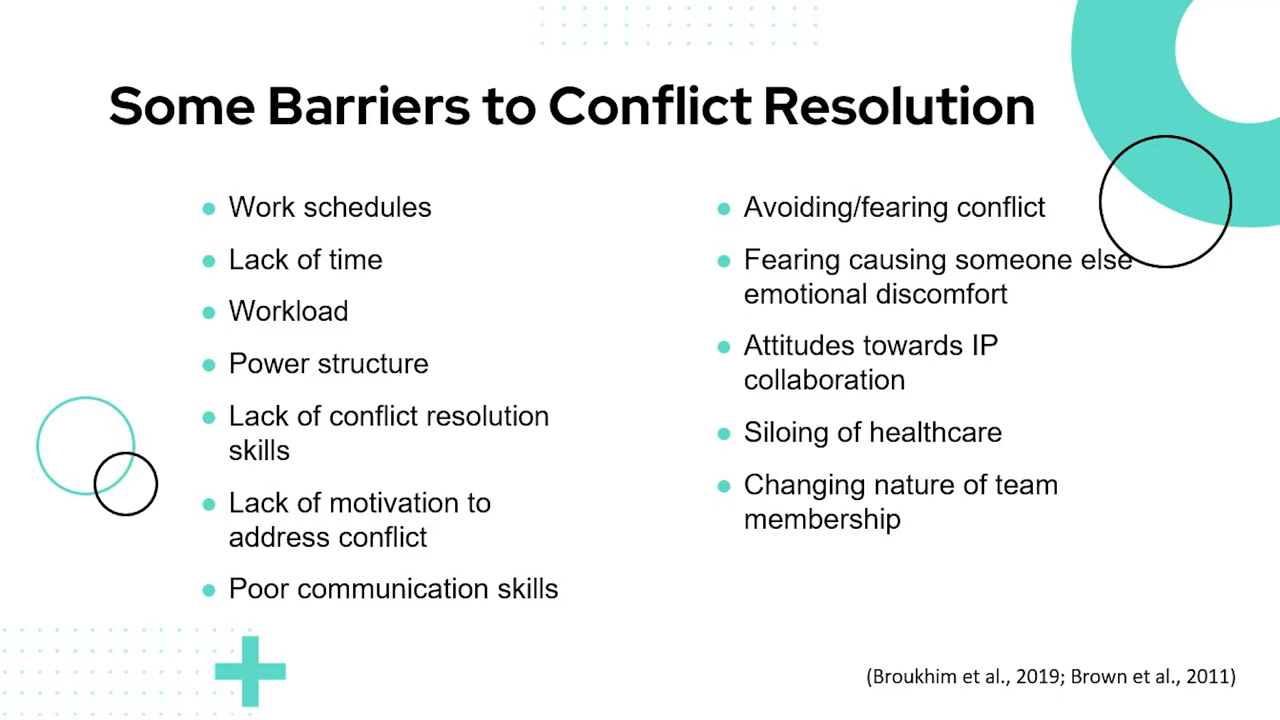 Some Barriers to Conflict Resolution
● Work schedules
● Lack of time
● Workload
● Power structure
● Lack of conflict resolution
skills
● Lack of motivation to
address conflict
● Poor communication skills
● Avoiding/fearing conflict
● Fearing causing someone else
emotional discomfort
● Attitudes towards IP
collaboration
● Siloing of healthcare
● Changing nature of team
membership
(Broukhim et al., 2019; Brown et al., 2011)